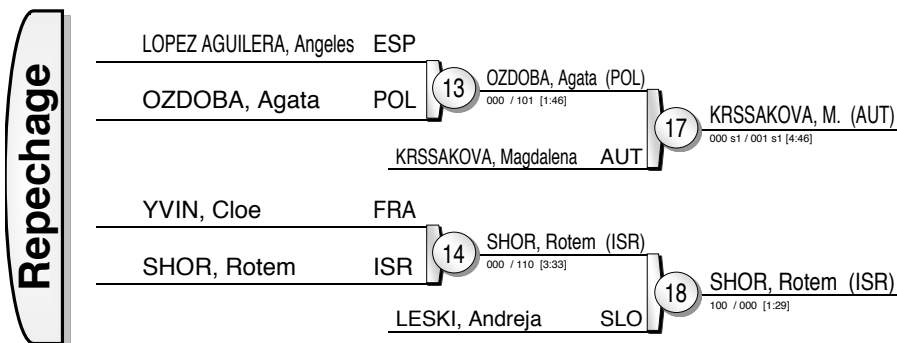 Repechage
LOPEZ AGUILERA, Angeles ESP
OZDOBA, Agata POL
13
OZDOBA, Agata (POL)
000 / 101 [1:46]
KRSSAKOVA, Magdalena AUT
17
KRSSAKOVA, M. (AUT)
000 s1 / 001 s1 [4:46]
YVIN, Cloe FRA
SHOR, Rotem ISR
14
SHOR, Rotem (ISR)
000 / 110 [3:33]
LESKI, Andreja SLO
18
SHOR, Rotem (ISR)
100 / 000 [1:29]